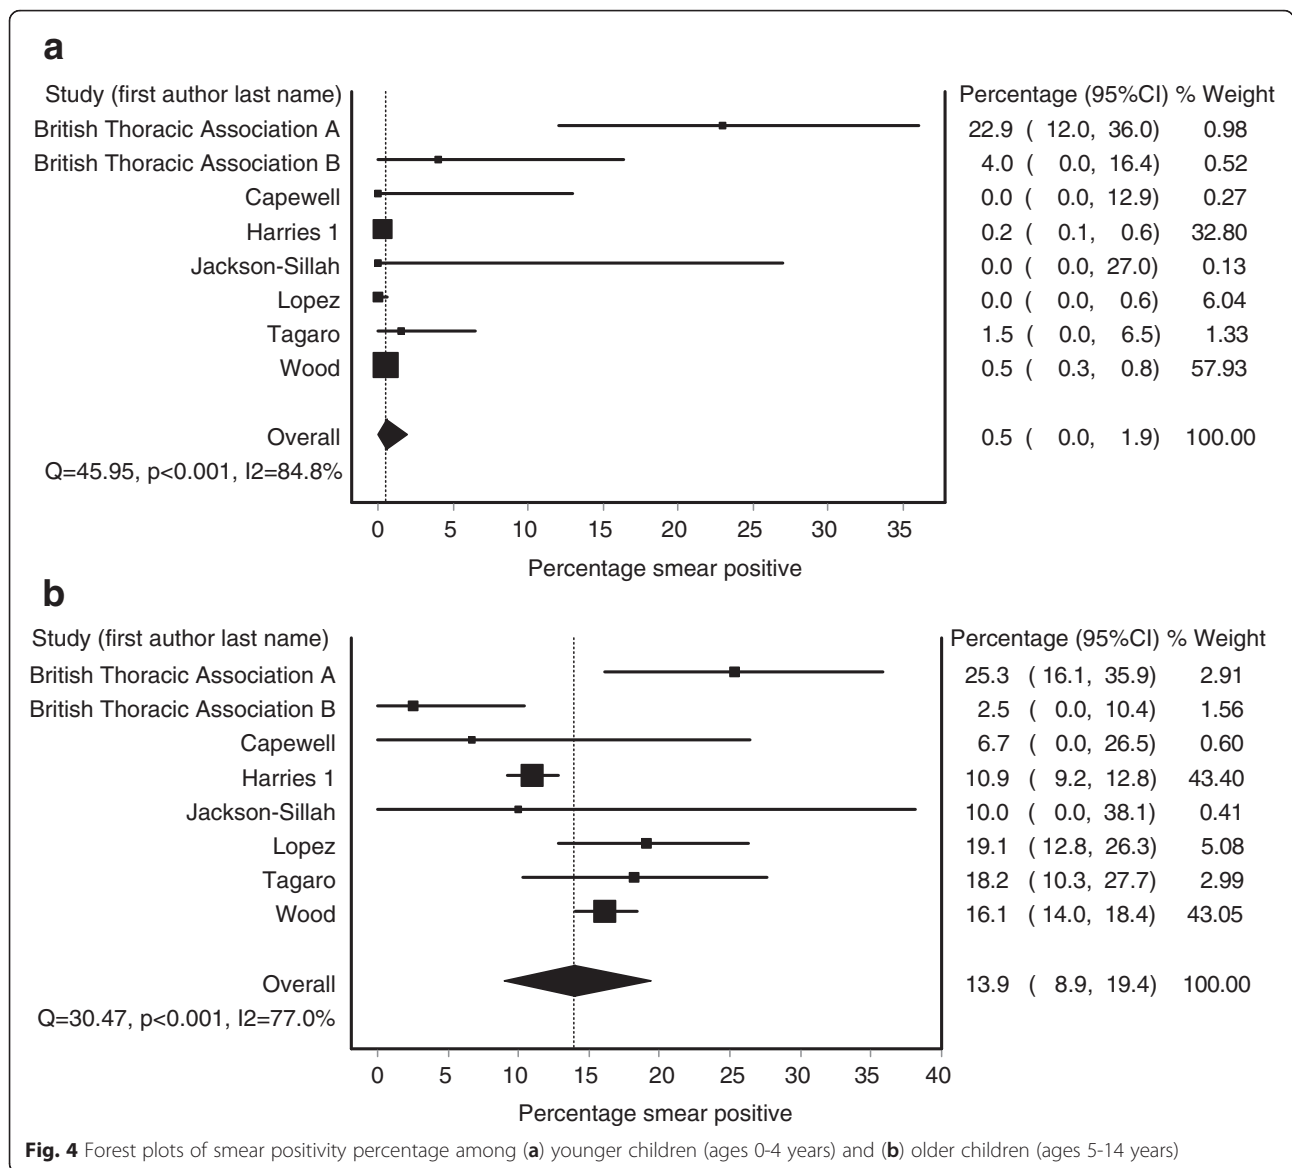 a
Study (first author last name) Percentage (95%CI) % Weight
British Thoracic Association A 22.9 ( 12.0, 36.0) 0.98
British Thoracic Association B 4.0 ( 0.0, 16.4) 0.52
Capewell 0.0 ( 0.0, 12.9) 0.27
Harries 1 0.2 ( 0.1, 0.6) 32.80
Jackson-Sillah 0.0 ( 0.0, 27.0) 0.13
Lopez 0.0 ( 0.0, 0.6) 6.04
Tagaro 1.5 ( 0.0, 6.5) 1.33
Wood 0.5 ( 0.3, 0.8) 57.93
Overall 0.5 ( 0.0, 1.9) 100.00
Q=45.95, p<0.001, I2=84.8%
0 5 10 15 20 25 30 35
Percentage smear positive
b
Study (first author last name) Percentage (95%CI) % Weight
British Thoracic Association A 25.3 ( 16.1, 35.9) 2.91
British Thoracic Association B 2.5 ( 0.0, 10.4) 1.56
Capewell 6.7 ( 0.0, 26.5) 0.60
Harries 1 10.9 ( 9.2, 12.8) 43.40
Jackson-Sillah 10.0 ( 0.0, 38.1) 0.41
Lopez 19.1 ( 12.8, 26.3) 5.08
Tagaro 18.2 ( 10.3, 27.7) 2.99
Wood 16.1 ( 14.0, 18.4) 43.05
Overall 13.9 ( 8.9, 19.4) 100.00
Q=30.47, p<0.001, I2=77.0%
0 5 10 15 20 25 30 35 40
Percentage smear positive
Fig. 4 Forest plots of smear positivity percentage among (a) younger children (ages 0-4 years) and (b) older children (ages 5-14 years)